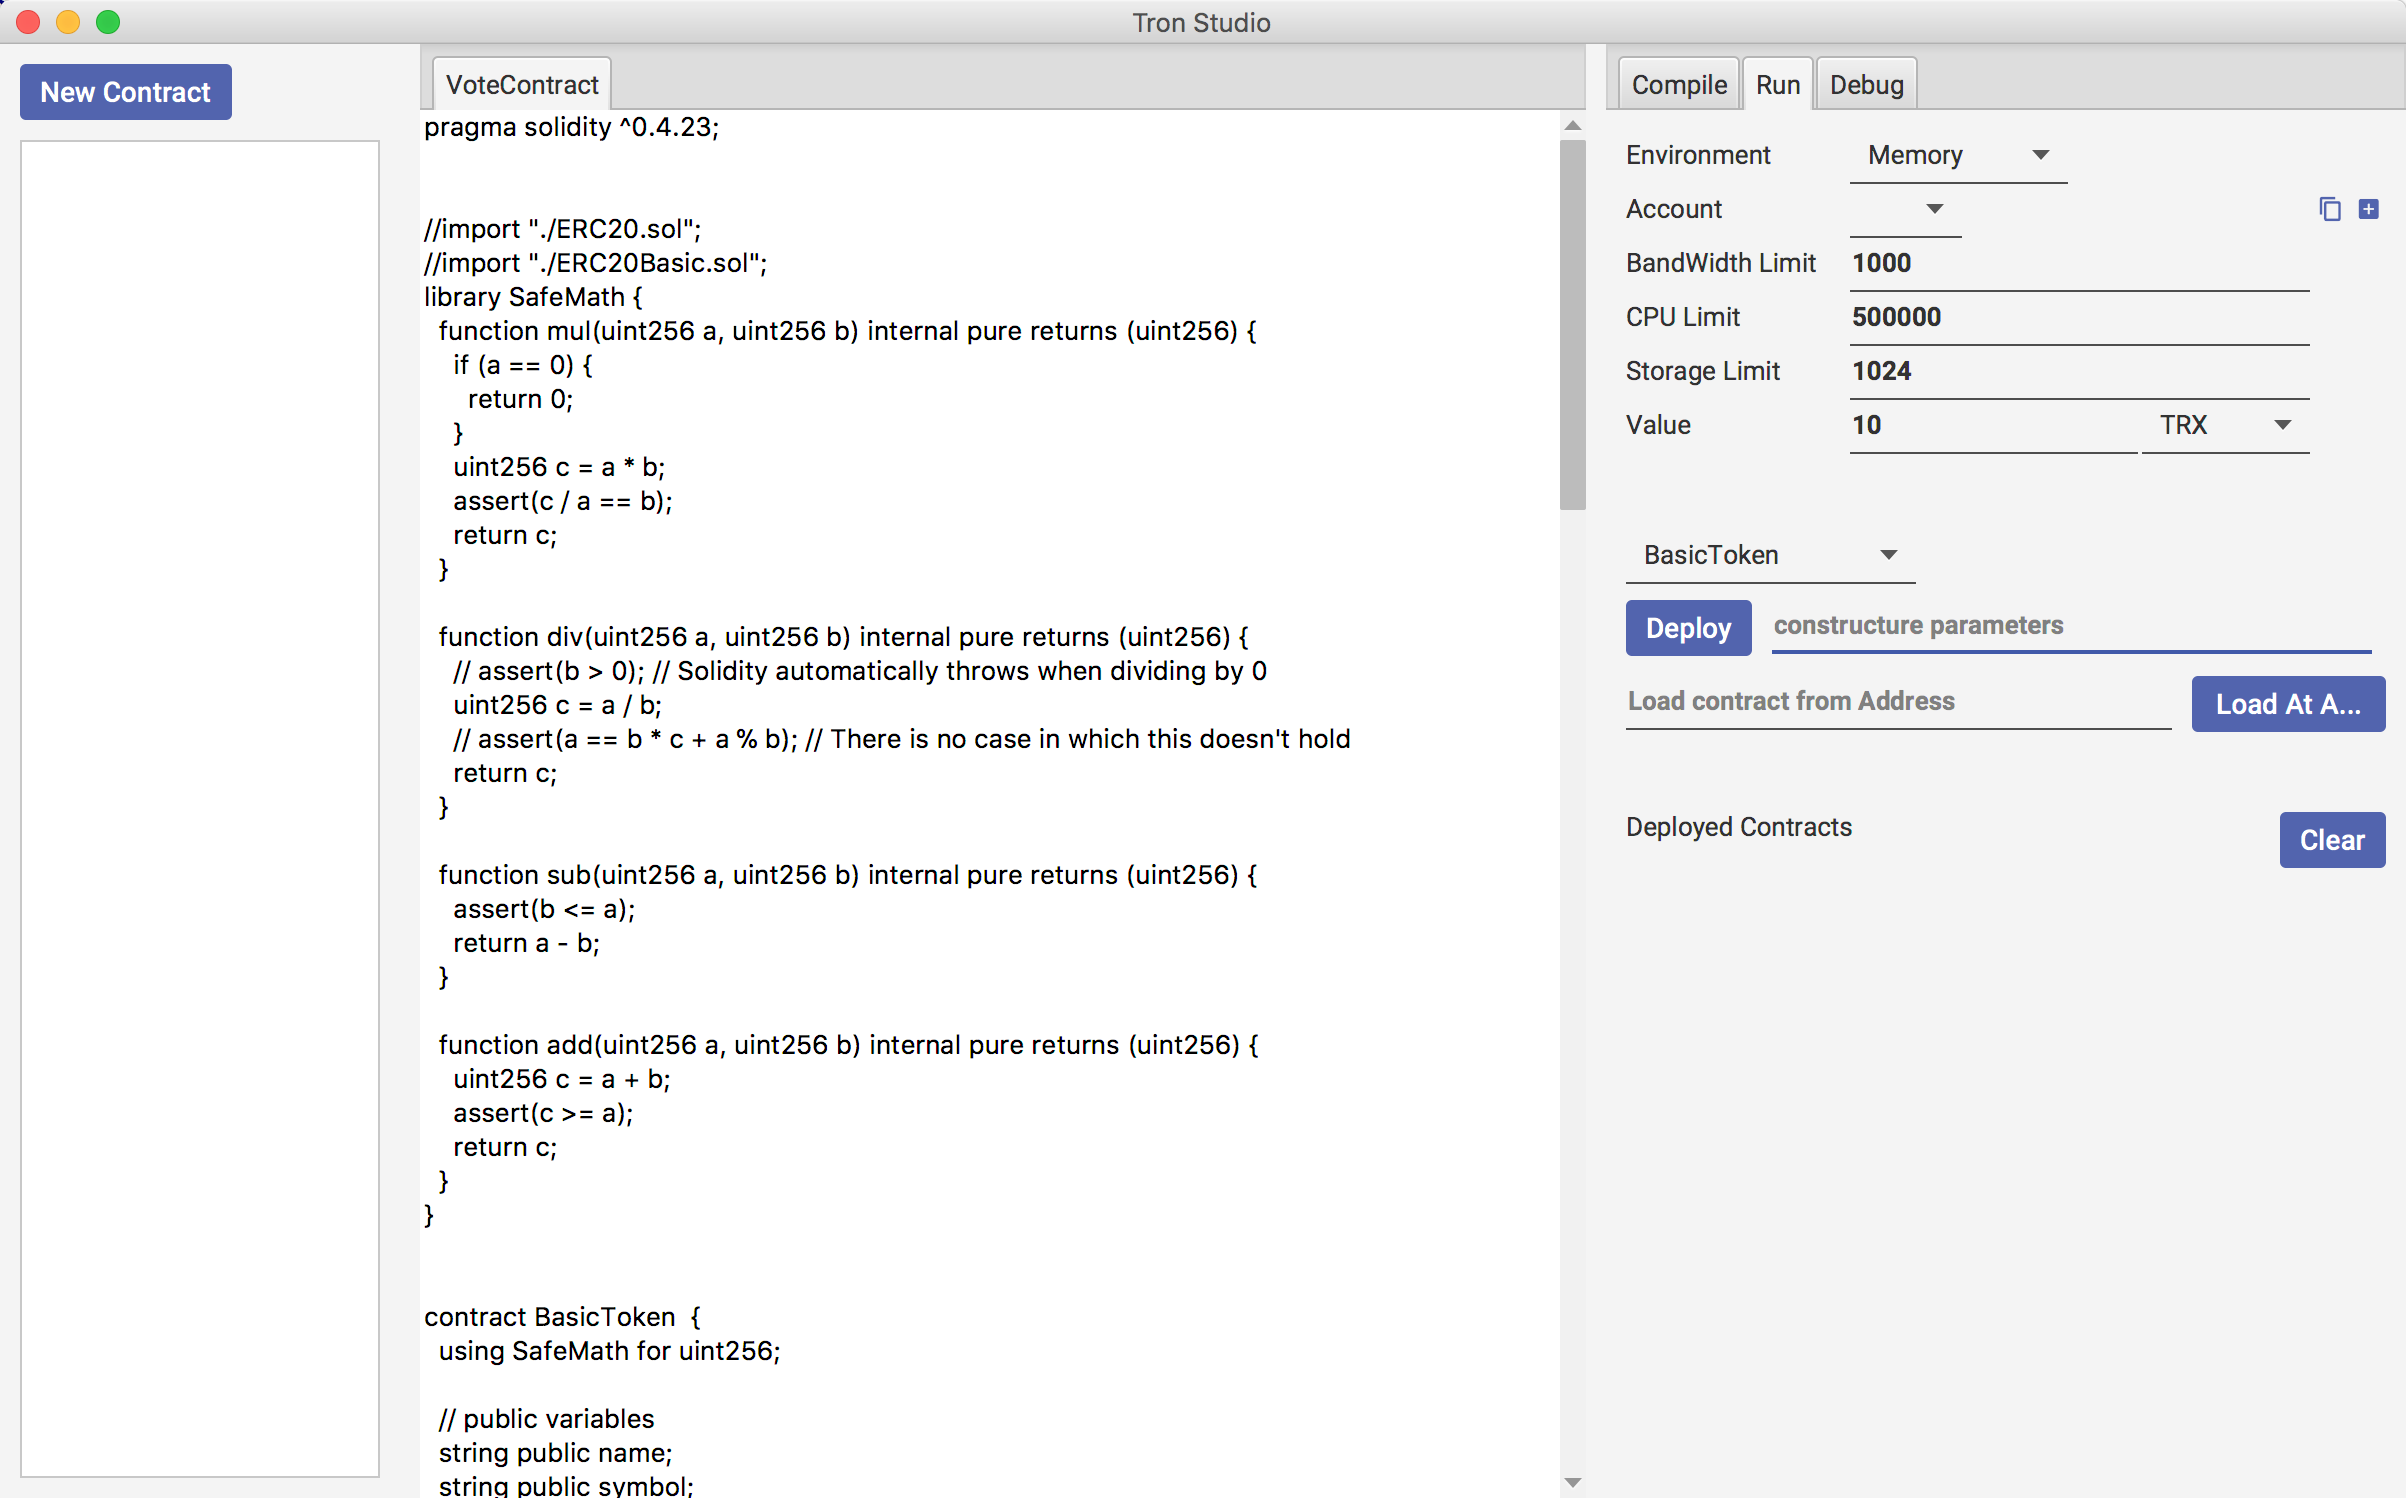 Tron Studio
New Contract
VoteContract
pragma solidity ^0.4.23;
//import "./ERC20.sol";
//import "./ERC20Basic.sol";
library SafeMath {
function mul(uint256 a, uint256 b) internal pure returns (uint256) {
if (a == 0) {
return 0;
}
uint256 c = a * b;
assert(c / a == b);
return c;
}
function div(uint256 a, uint256 b) internal pure returns (uint256) {
// assert(b > 0); // Solidity automatically throws when dividing by 0
uint256 c = a / b;
// assert(a == b * c + a % b); // There is no case in which this doesn't hold
return c;
}
function sub(uint256 a, uint256 b) internal pure returns (uint256) {
assert(b <= a);
return a - b;
}
function add(uint256 a, uint256 b) internal pure returns (uint256) {
uint256 c = a + b;
assert(c >= a);
return c;
}
}
contract BasicToken  {
using SafeMath for uint256;
// public variables
string public name;
string public symbol;
Compile Run Debug
Environment Memory
Account
BandWidth Limit 1000
CPU Limit 500000
Storage Limit 1024
Value 10 TRX
BasicToken
Deploy constructure parameters
Load contract from Address Load At A...
Deployed Contracts Clear